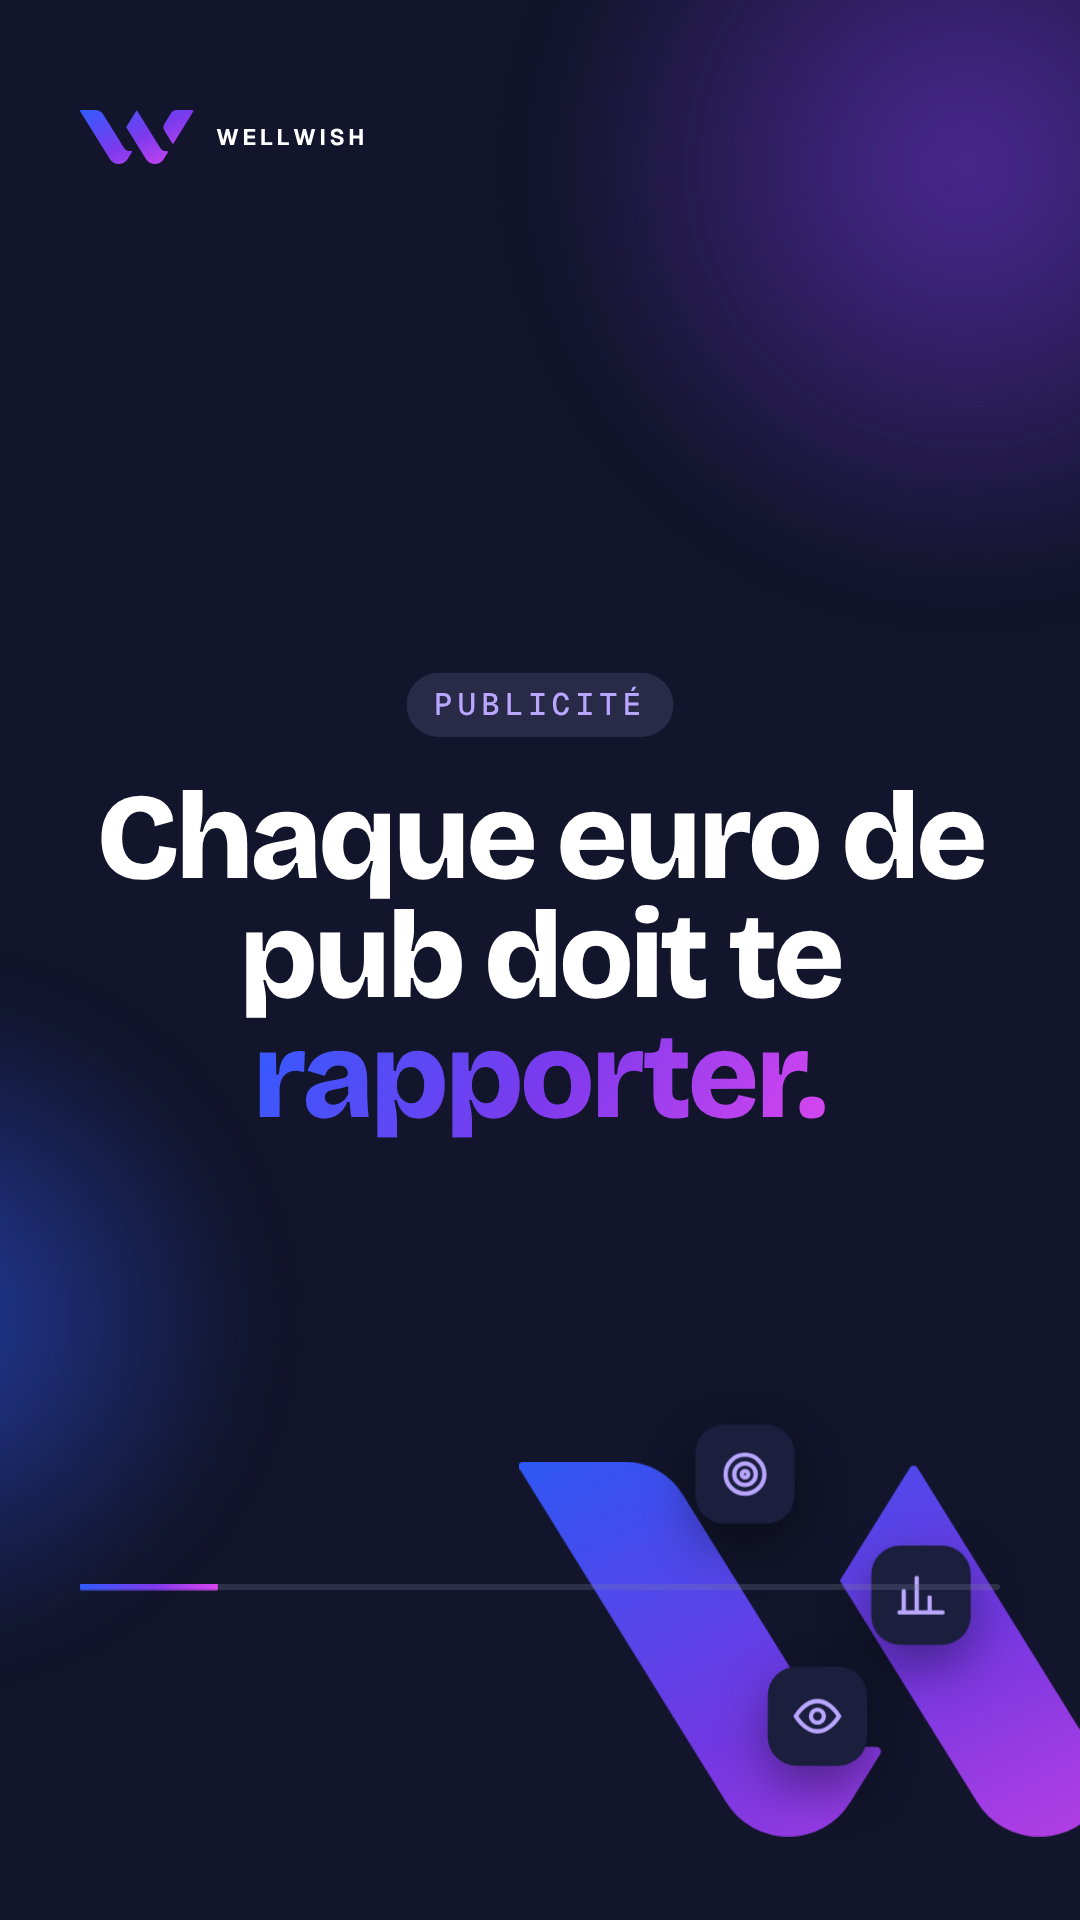 WELLWISH
PUBLICITÉ
Chaque euro de
pub doit te
rapporter.